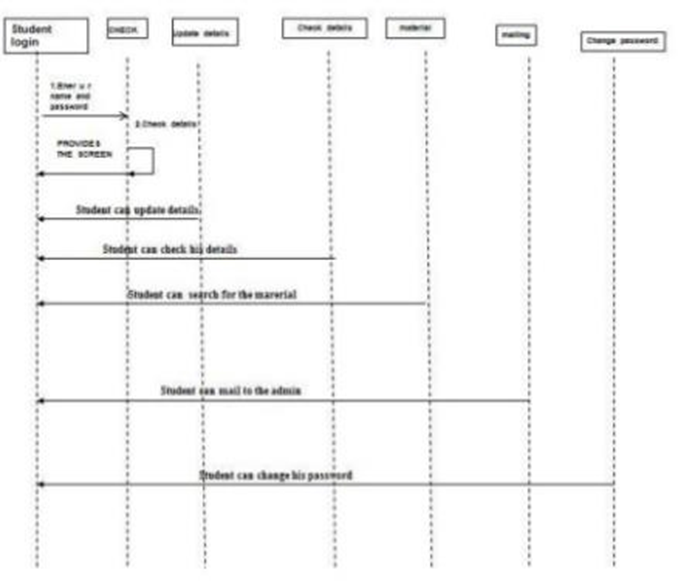 Student
login
CHECK
Update details
Check details
material
mailing
Change password
1.Ener u r
name and
password
2.Check details
PROVIDES
THE SCREEN
Student can update details
Student can check his details
Student can search for the marerial
Student can mail to the admin
Student can change his password